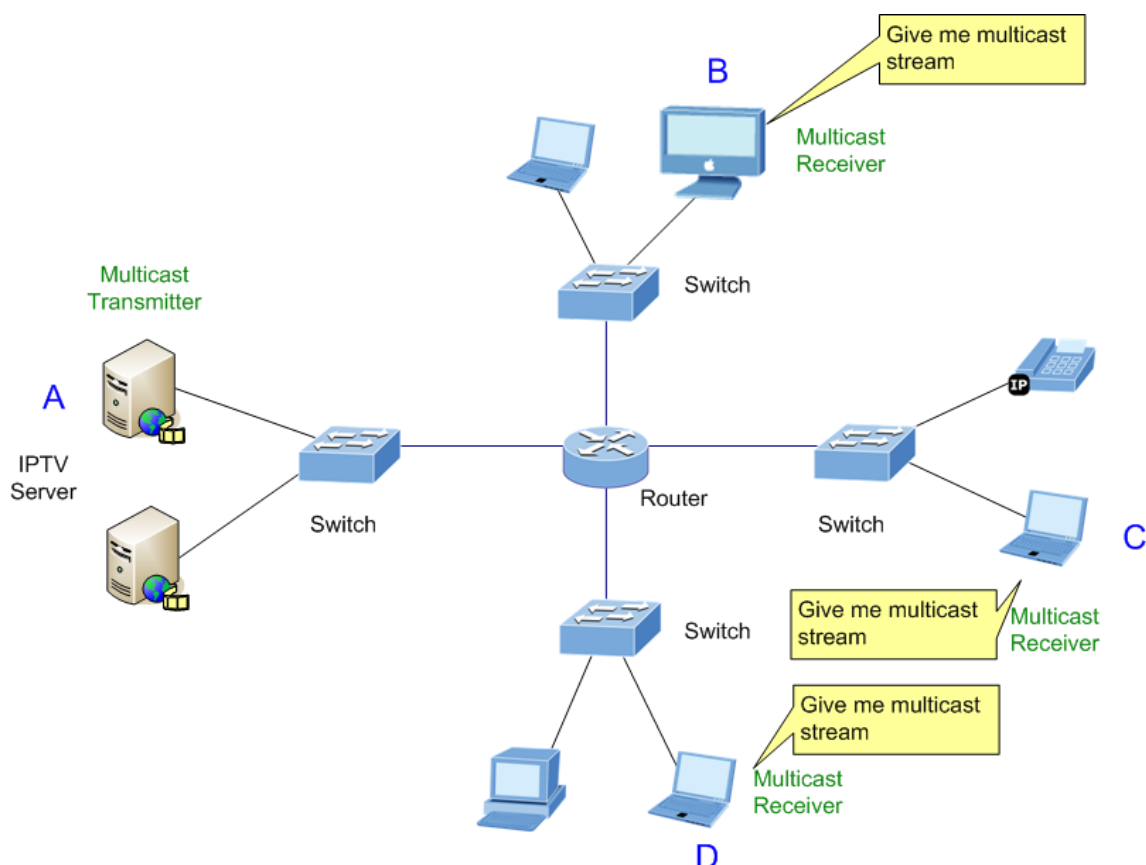 Give me multicast
stream
B
Multicast
Receiver
Switch
Multicast
Transmitter
A
IPTV
Server
Switch
Router
IP
Switch
C
Give me multicast
stream
Multicast
Receiver
Switch
Give me multicast
stream
Multicast
Receiver
D